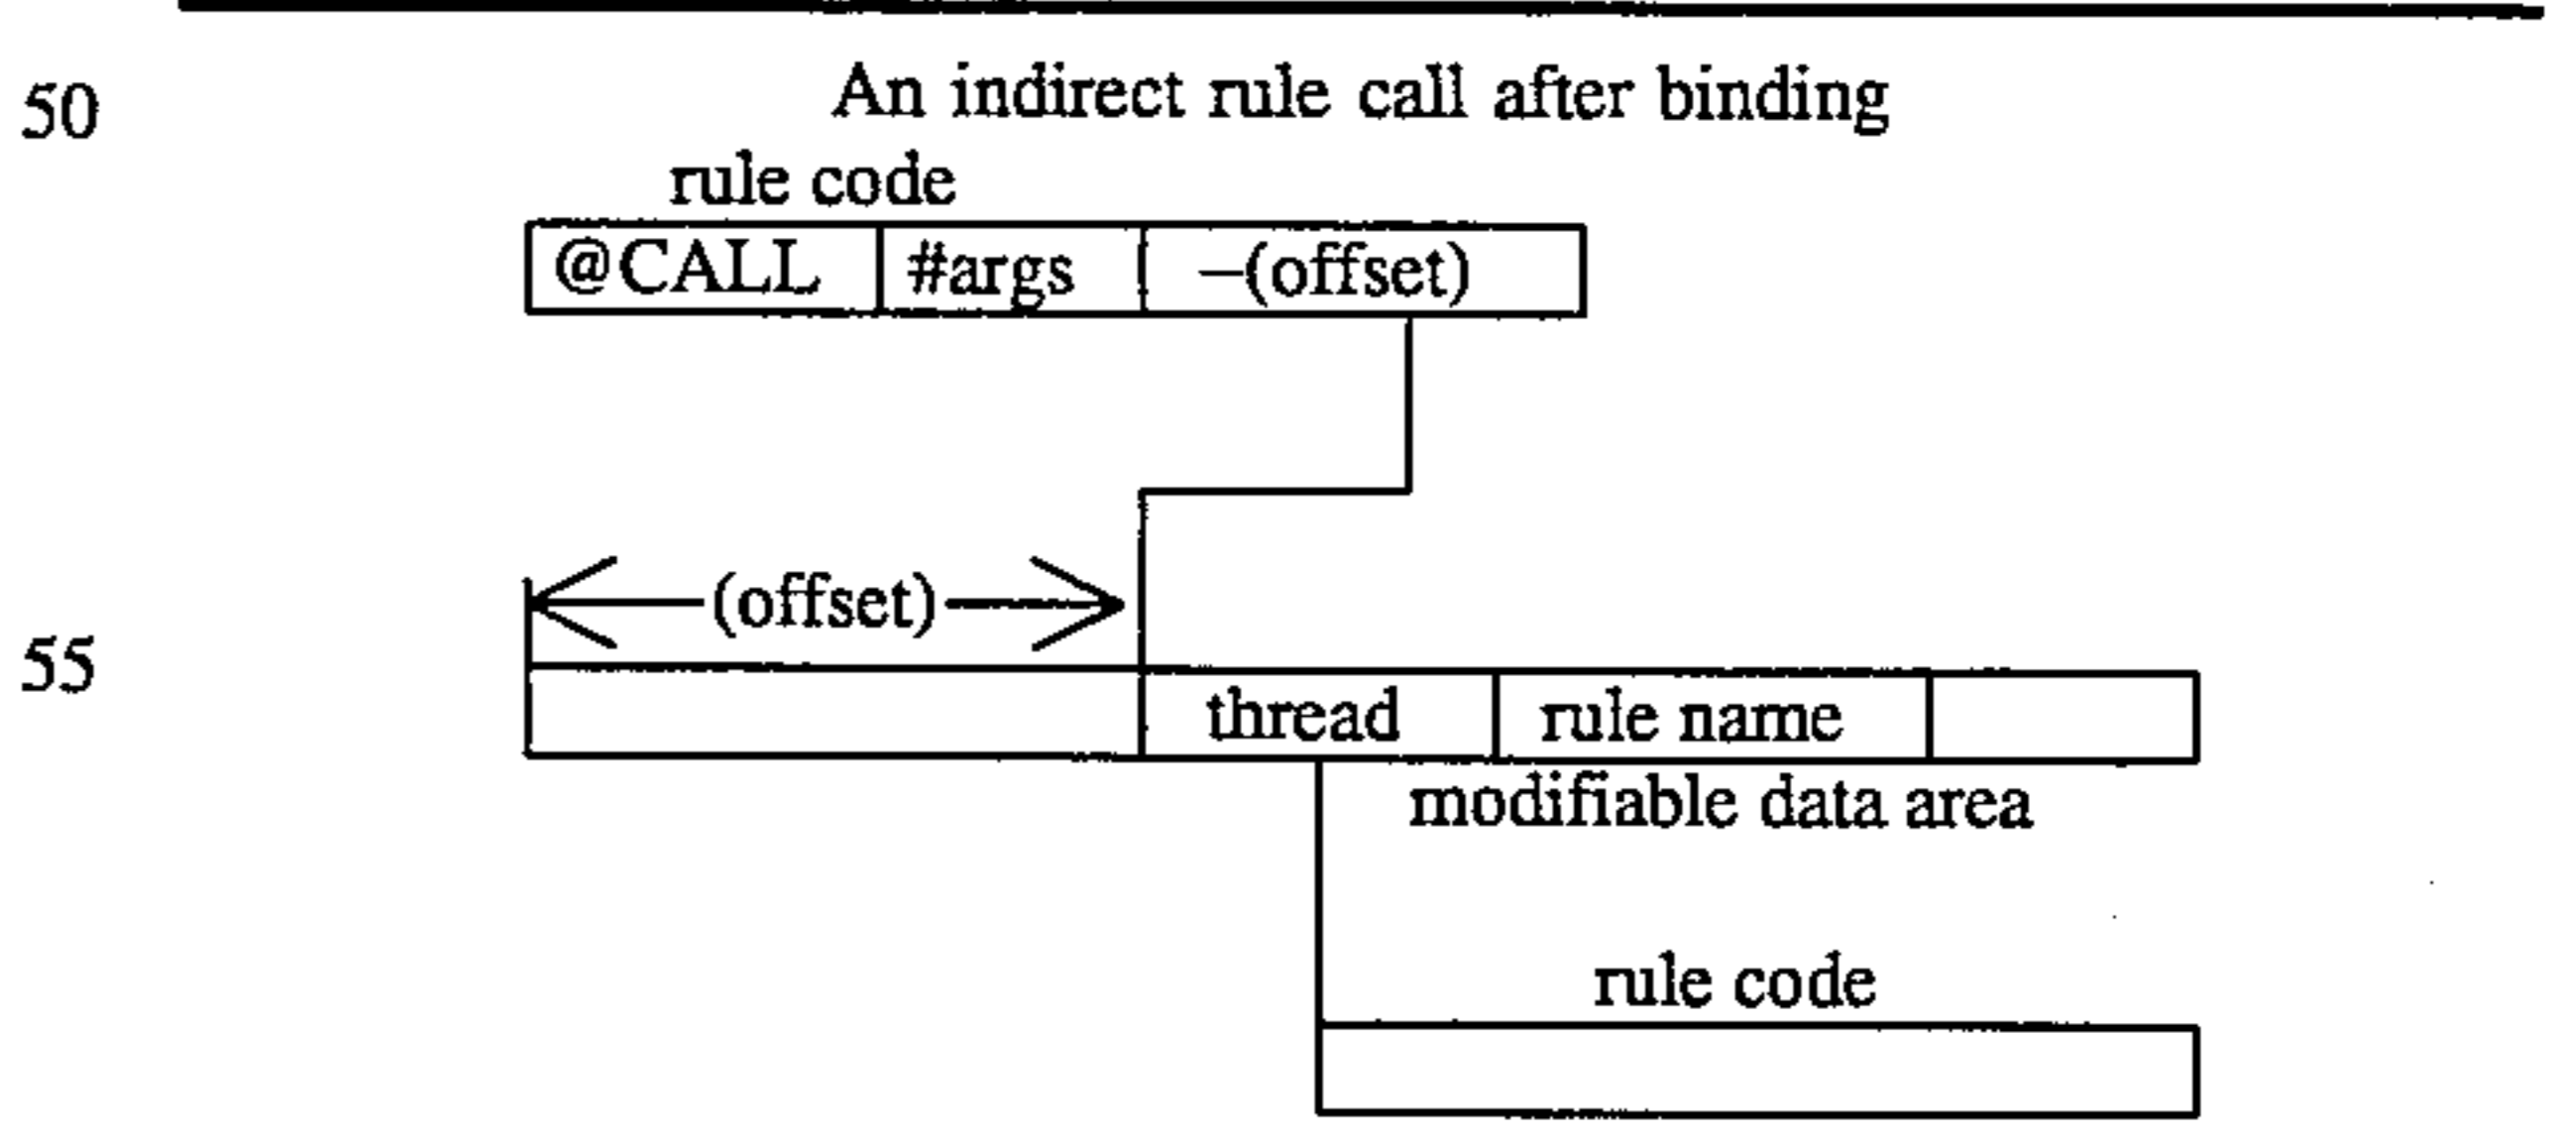 50 An indirect rule call after binding
rule code
@CALL #args –(offset)
(offset)
55 thread rule name
modifiable data area
rule code